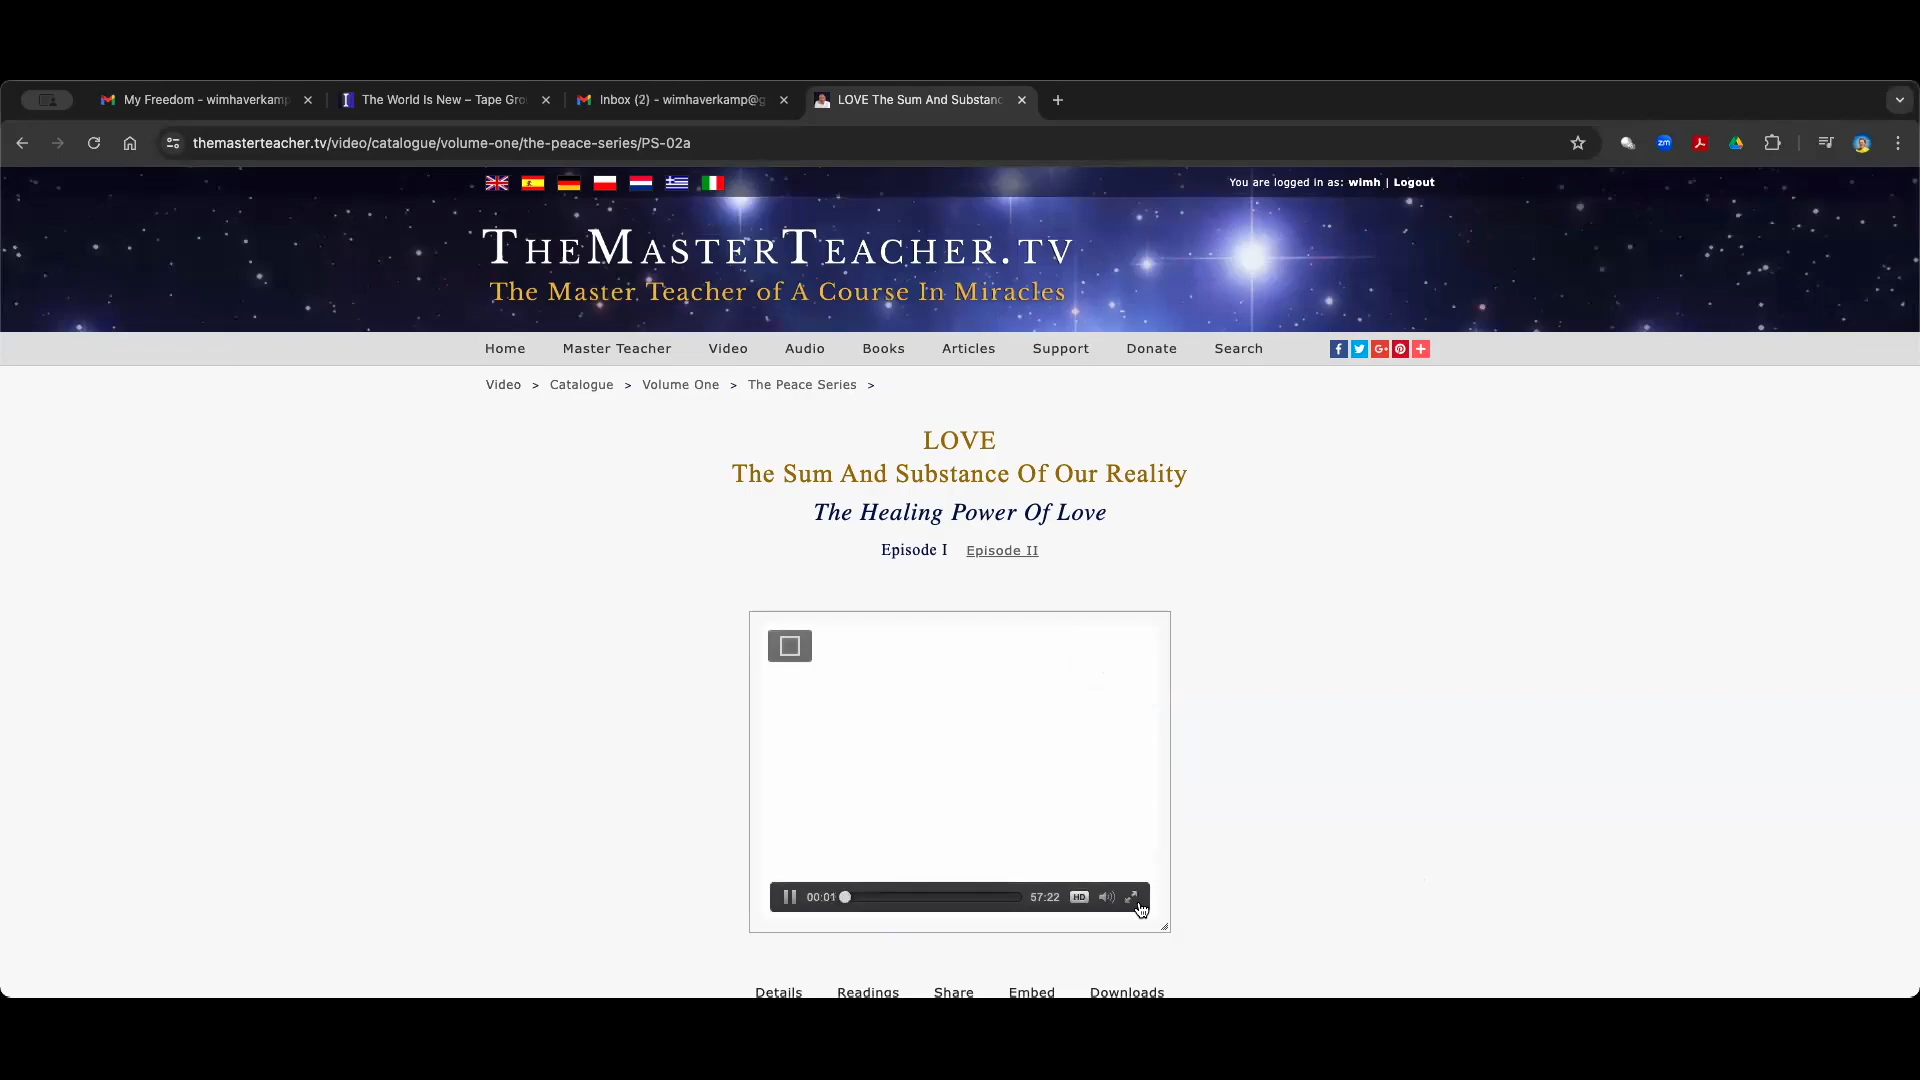 My Freedom - wimhaverkamp
The World Is New – Tape Gro
Inbox (2) - wimhaverkamp@g
LOVE The Sum And Substanc
themasterteacher.tv/video/catalogue/volume-one/the-peace-series/PS-02a
zm
You are logged in as: wimh | Logout
THEMASTERTEACHER.TV
The Master Teacher of A Course In Miracles
Home Master Teacher Video Audio Books Articles Support Donate Search
Video > Catalogue > Volume One > The Peace Series >
LOVE
The Sum And Substance Of Our Reality
The Healing Power Of Love
Episode I Episode II
00:01 57:22 HD
Details Readings Share Embed Downloads